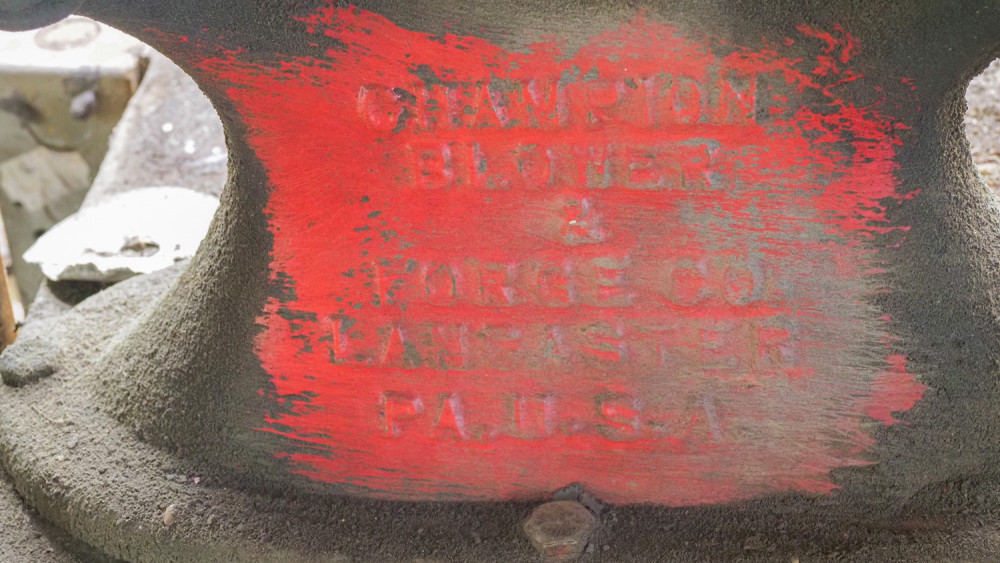 CHAMPION
BLOWER
&
FORGE CO
LANCASTER
PA. U. S. A